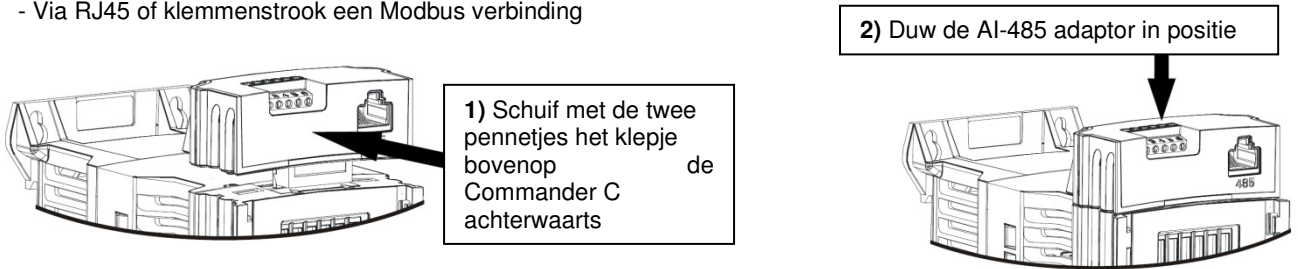 - Via RJ45 of klemmenstrook een Modbus verbinding
1) Schuif met de twee
pennetjes het klepje
bovenop de
Commander C
achterwaarts
2) Duw de AI-485 adaptor in positie
485